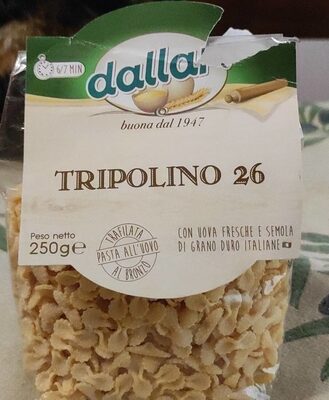 6/7 MIN
buona dal 1947
TRIPOLINO 26
Peso netto
250g℮
TRAFILATA
PASTA ALL'UOVO
AL BRONZO
CON UOVA FRESCHE E SEMOLA
DI GRANO DURO ITALIANE